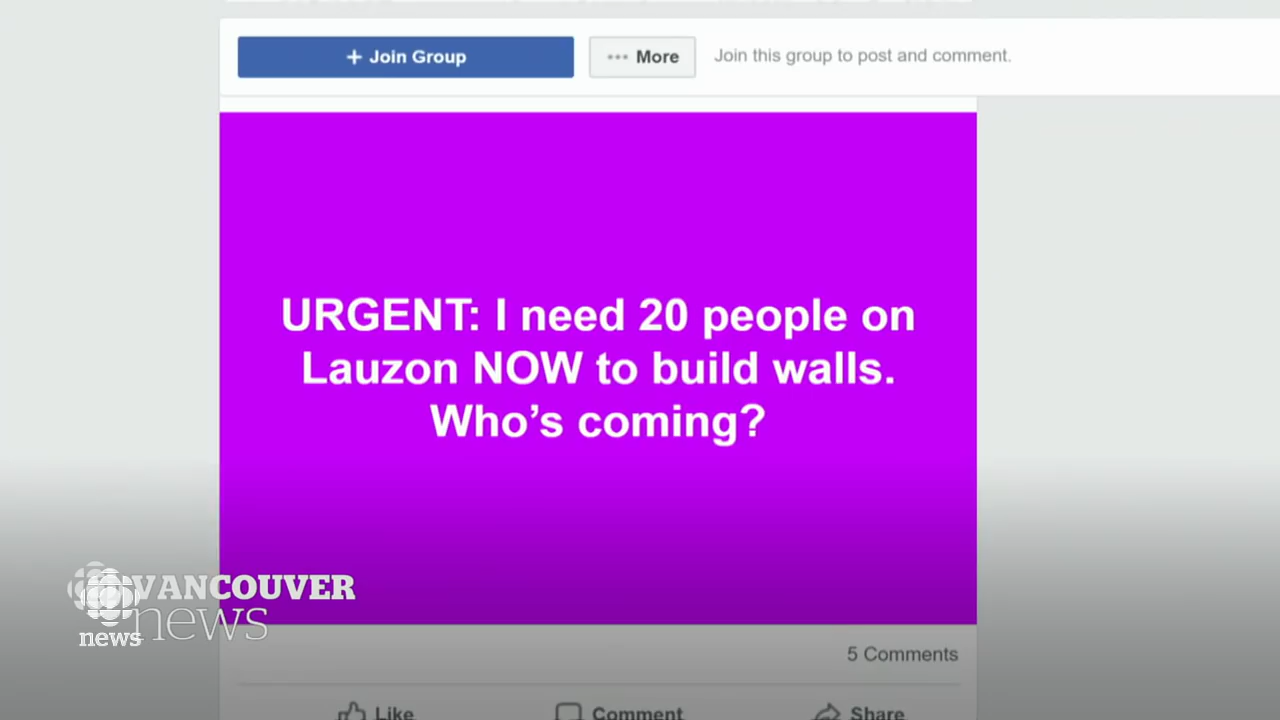 + Join Group
••• More
Join this group to post and comment.
URGENT: I need 20 people on
Lauzon NOW to build walls.
Who's coming?
VANCOUVER
news
news
5 Comments
Like
Comment
Share